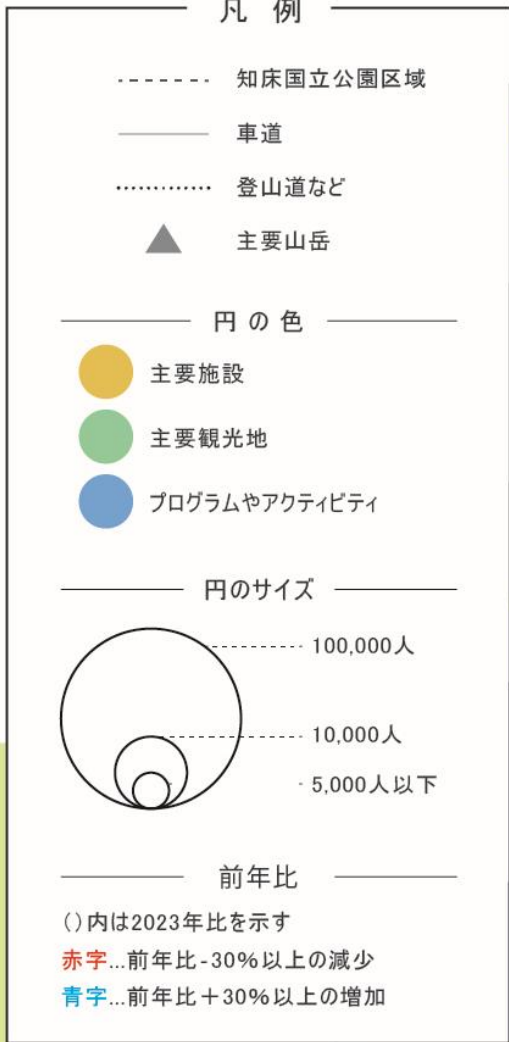 凡例
知床国立公園区域
車道
登山道など
主要山岳
円の色
主要施設
主要観光地
プログラムやアクティビティ
円のサイズ
100,000人
10,000人
5,000人以下
前年比
()内は2023年比を示す
赤字...前年比-30%以上の減少
青字...前年比+30%以上の増加